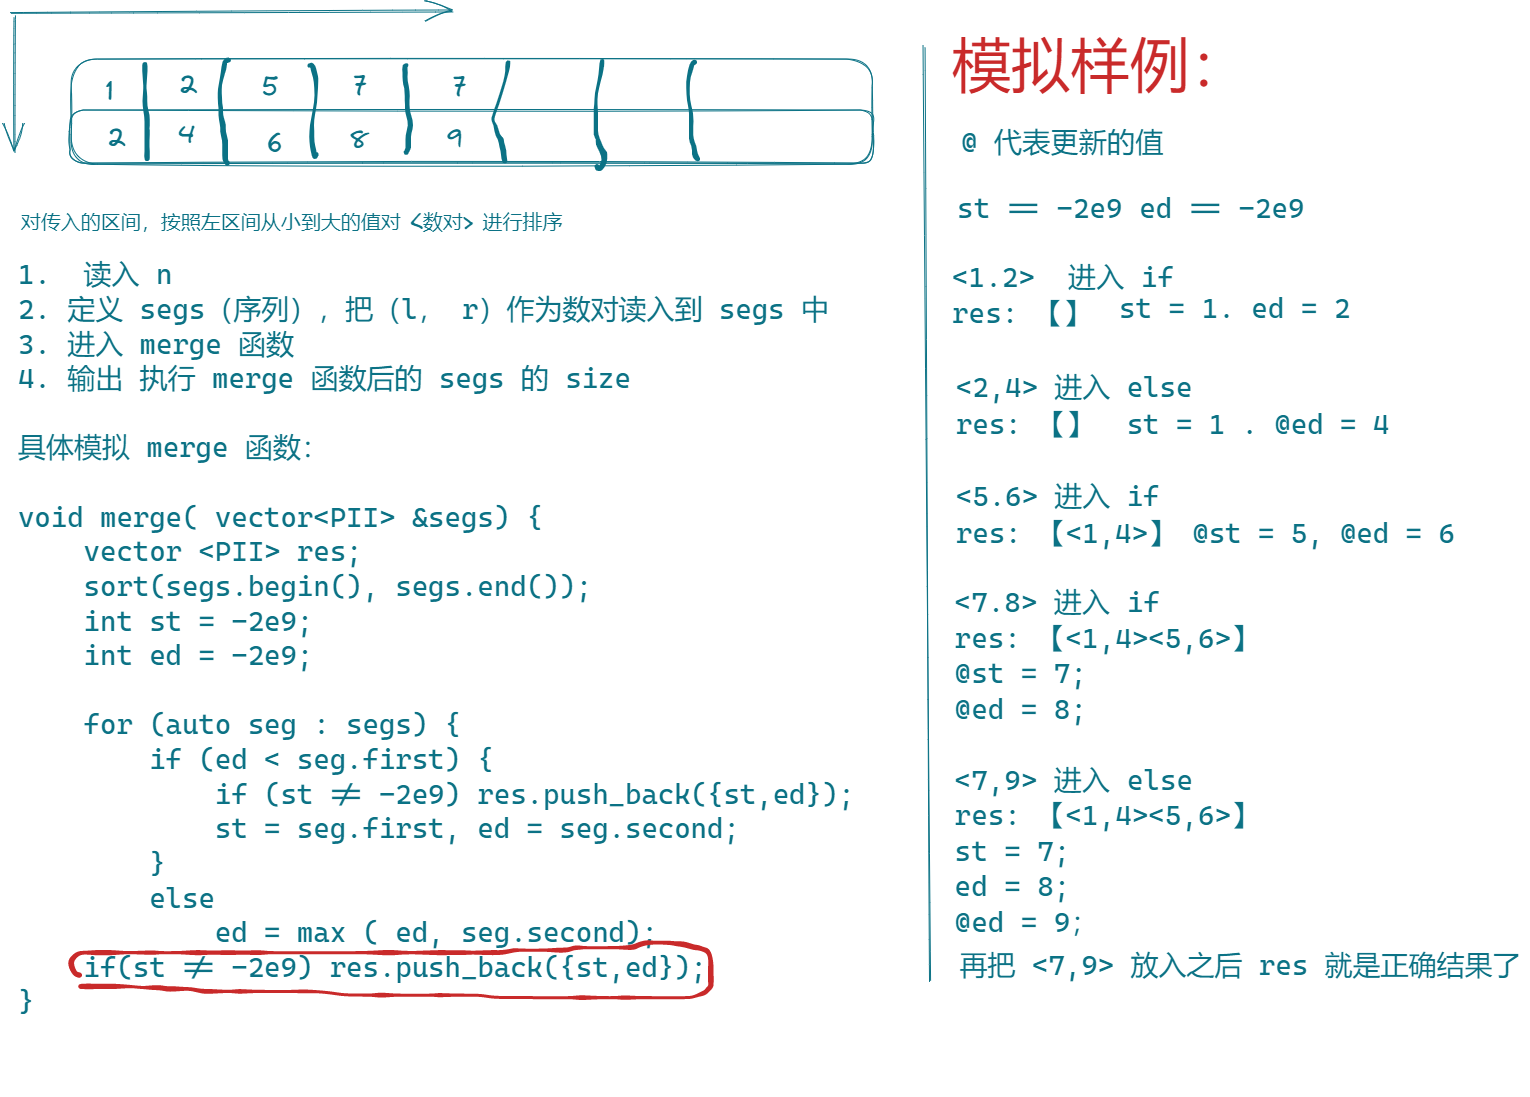 1 2 5 7 7
2 4 6 8 9
对传入的区间，按照左区间从小到大的值对 <数对> 进行排序
1. 读入 n
2. 定义 segs（序列），把（l， r）作为数对读入到 segs 中
3. 进入 merge 函数
4. 输出 执行 merge 函数后的 segs 的 size
具体模拟 merge 函数：
void merge( vector<PII> &segs) {
vector <PII> res;
sort(segs.begin(), segs.end());
int st = -2e9;
int ed = -2e9;
for (auto seg : segs) {
if (ed < seg.first) {
if (st != -2e9) res.push_back({st,ed});
st = seg.first, ed = seg.second;
}
else
ed = max ( ed, seg.second);
if(st != -2e9) res.push_back({st,ed});
}
模拟样例：
@ 代表更新的值
st == -2e9 ed == -2e9
<1.2> 进入 if
res: 【】 st = 1. ed = 2
<2,4> 进入 else
res: 【】 st = 1 . @ed = 4
<5.6> 进入 if
res: 【<1,4>】 @st = 5, @ed = 6
<7.8> 进入 if
res: 【<1,4><5,6>】
@st = 7;
@ed = 8;
<7,9> 进入 else
res: 【<1,4><5,6>】
st = 7;
ed = 8;
@ed = 9;
再把 <7,9> 放入之后 res 就是正确结果了